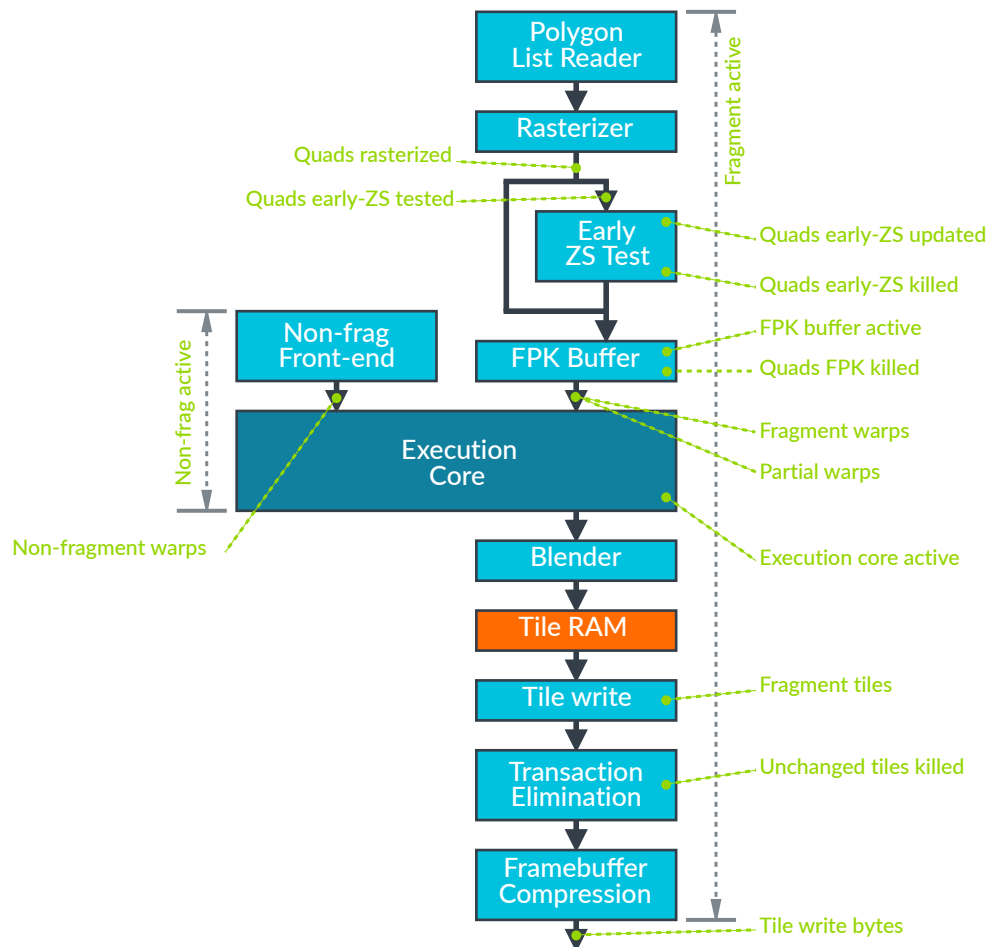 Polygon
List Reader
Fragment active
Rasterizer
Quads rasterized
Quads early-ZS tested
Early
ZS Test
Quads early-ZS updated
Quads early-ZS killed
Non-frag
Front-end
Non-frag active
FPK Buffer
FPK buffer active
Quads FPK killed
Fragment warps
Execution
Core
Partial warps
Non-fragment warps
Execution core active
Blender
Tile RAM
Tile write
Fragment tiles
Transaction
Elimination
Unchanged tiles killed
Framebuffer
Compression
Tile write bytes